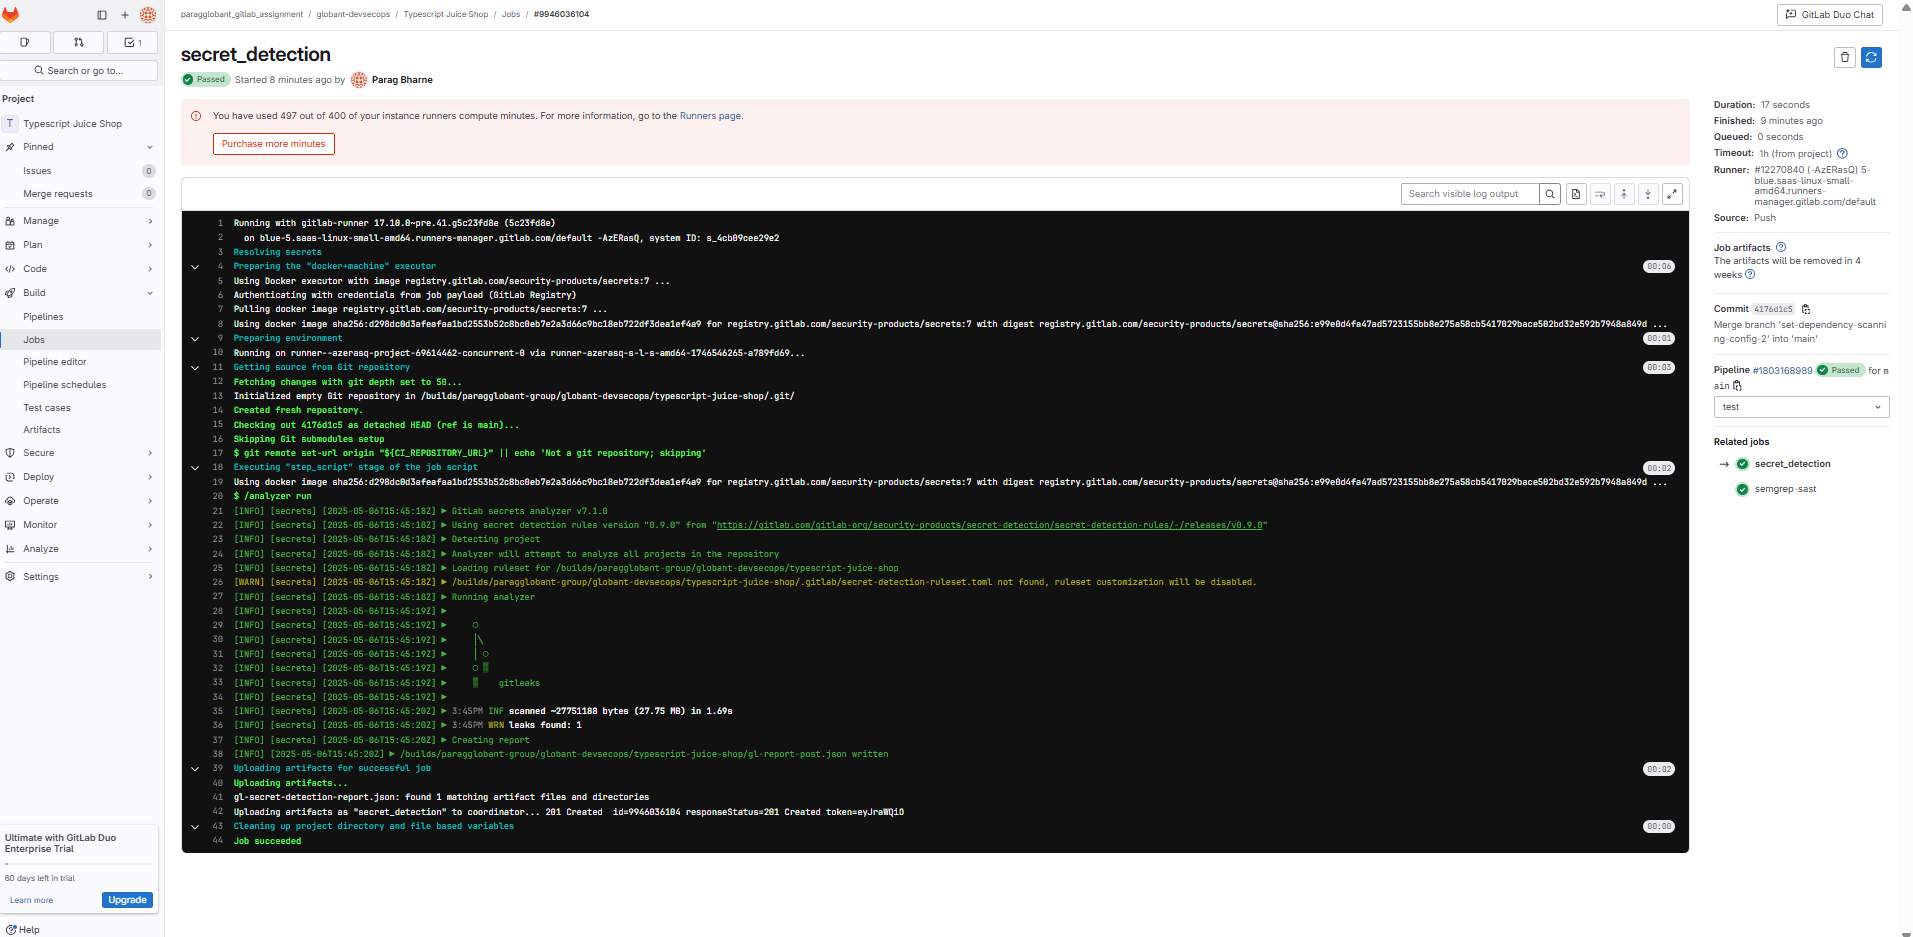 paragglobant_gitlab_assignment / globant-devsecops / Typescript Juice Shop / Jobs / #9946036104
GitLab Duo Chat
1
Search or go to...
Project
T Typescript Juice Shop
Pinned
Issues 0
Merge requests 0
Manage
Plan
Code
Build
Pipelines
Jobs
Pipeline editor
Pipeline schedules
Test cases
Artifacts
Secure
Deploy
Operate
Monitor
Analyze
Settings
Ultimate with GitLab Duo
Enterprise Trial
60 days left in trial
Learn more
Upgrade
Help
secret_detection
Passed Started 8 minutes ago by Parag Bharne
You have used 497 out of 400 of your instance runners compute minutes. For more information, go to the Runners page.
Purchase more minutes
Search visible log output
1 Running with gitlab-runner 17.10.0~pre.41.g5c23fd8e (5c23fd8e)
2 on blue-5.saas-linux-small-amd64.runners-manager.gitlab.com/default -AzERasQ, system ID: s_4cb09cee29e2
3 Resolving secrets
4 Preparing the "docker+machine" executor 00:06
5 Using Docker executor with image registry.gitlab.com/security-products/secrets:7 ...
6 Authenticating with credentials from job payload (GitLab Registry)
7 Pulling docker image registry.gitlab.com/security-products/secrets:7 ...
8 Using docker image sha256:d298dc0d3afeafaa1bd2553b52c8bc0eb7e2a3d66c9bc18eb722df3dea1ef4a9 for registry.gitlab.com/security-products/secrets:7 with digest registry.gitlab.com/security-products/secrets@sha256:e99e0d4fa47ad5723155bb8e275a58cb5417029bace502bd32e592b7948a849d ...
9 Preparing environment 00:01
10 Running on runner--azerasq-project-69614462-concurrent-0 via runner-azerasq-s-l-s-amd64-1746546265-a789fd69...
11 Getting source from Git repository 00:03
12 Fetching changes with git depth set to 50...
13 Initialized empty Git repository in /builds/paragglobant-group/globant-devsecops/typescript-juice-shop/.git/
14 Created fresh repository.
15 Checking out 4176d1c5 as detached HEAD (ref is main)...
16 Skipping Git submodules setup
17 $ git remote set-url origin "${CI_REPOSITORY_URL}" || echo 'Not a git repository; skipping'
18 Executing "step_script" stage of the job script 00:02
19 Using docker image sha256:d298dc0d3afeafaa1bd2553b52c8bc0eb7e2a3d66c9bc18eb722df3dea1ef4a9 for registry.gitlab.com/security-products/secrets:7 with digest registry.gitlab.com/security-products/secrets@sha256:e99e0d4fa47ad5723155bb8e275a58cb5417029bace502bd32e592b7948a849d ...
20 $ /analyzer run
21 [INFO] [secrets] [2025-05-06T15:45:18Z] ▶ GitLab secrets analyzer v7.1.0
22 [INFO] [secrets] [2025-05-06T15:45:18Z] ▶ Using secret detection rules version "0.9.0" from "https://gitlab.com/gitlab-org/security-products/secret-detection/secret-detection-rules/-/releases/v0.9.0"
23 [INFO] [secrets] [2025-05-06T15:45:18Z] ▶ Detecting project
24 [INFO] [secrets] [2025-05-06T15:45:18Z] ▶ Analyzer will attempt to analyze all projects in the repository
25 [INFO] [secrets] [2025-05-06T15:45:18Z] ▶ Loading ruleset for /builds/paragglobant-group/globant-devsecops/typescript-juice-shop
26 [WARN] [secrets] [2025-05-06T15:45:18Z] ▶ /builds/paragglobant-group/globant-devsecops/typescript-juice-shop/.gitlab/secret-detection-ruleset.toml not found, ruleset customization will be disabled.
27 [INFO] [secrets] [2025-05-06T15:45:18Z] ▶ Running analyzer
28 [INFO] [secrets] [2025-05-06T15:45:19Z] ▶
29 [INFO] [secrets] [2025-05-06T15:45:19Z] ▶ ○
30 [INFO] [secrets] [2025-05-06T15:45:19Z] ▶ │╲
31 [INFO] [secrets] [2025-05-06T15:45:19Z] ▶ │ ○
32 [INFO] [secrets] [2025-05-06T15:45:19Z] ▶ ○ ░
33 [INFO] [secrets] [2025-05-06T15:45:19Z] ▶ ░ gitleaks
34 [INFO] [secrets] [2025-05-06T15:45:19Z] ▶
35 [INFO] [secrets] [2025-05-06T15:45:20Z] ▶ 3:45PM INF scanned ~27751188 bytes (27.75 MB) in 1.69s
36 [INFO] [secrets] [2025-05-06T15:45:20Z] ▶ 3:45PM WRN leaks found: 1
37 [INFO] [secrets] [2025-05-06T15:45:20Z] ▶ Creating report
38 [INFO] [2025-05-06T15:45:20Z] ▶ /builds/paragglobant-group/globant-devsecops/typescript-juice-shop/gl-report-post.json written
39 Uploading artifacts for successful job 00:02
40 Uploading artifacts...
41 gl-secret-detection-report.json: found 1 matching artifact files and directories
42 Uploading artifacts as "secret_detection" to coordinator... 201 Created id=9946036104 responseStatus=201 Created token=eyJraWQiO
43 Cleaning up project directory and file based variables 00:00
44 Job succeeded
Duration: 17 seconds
Finished: 9 minutes ago
Queued: 0 seconds
Timeout: 1h (from project)
Runner: #12270840 (-AzERasQ) 5-
blue.saas-linux-small-
amd64.runners-
manager.gitlab.com/default
Source: Push
Job artifacts
The artifacts will be removed in 4
weeks
Commit 4176d1c5
Merge branch 'set-dependency-scanni
ng-config-2' into 'main'
Pipeline #1803168989 Passed for m
ain
test
Related jobs
→ secret_detection
semgrep-sast